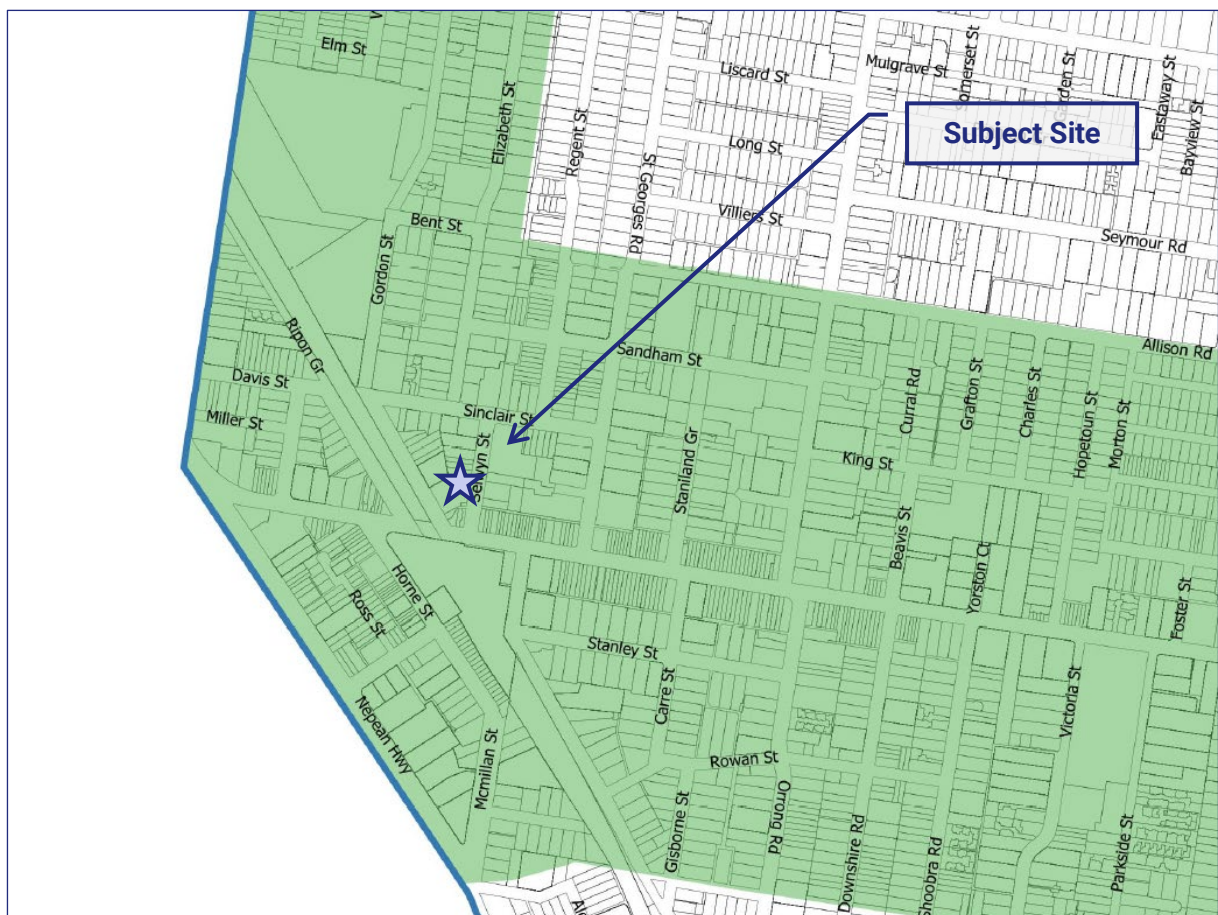 Elm St
Elizabeth St
Regent St
Liscard St
Mulgrave St
Somerset St
Garden St
Eastaway St
Bayview St
Subject Site
Long St
St Georges Rd
Villiers St
Seymour Rd
Bent St
Gordon St
Ripon Gr
Sandham St
Allison Rd
Davis St
Miller St
Sinclair St
Selwyn St
Staniland Gr
King St
Curral Rd
Grafton St
Charles St
Hopetoun St
Morton St
Beavis St
Yorston Ct
Foster St
Horne St
Ross St
Stanley St
Carre St
Victoria St
Nepean Hwy
Mcmillan St
Rowan St
Gisborne St
Orrong Rd
Downshire Rd
Shoobra Rd
Parkside St